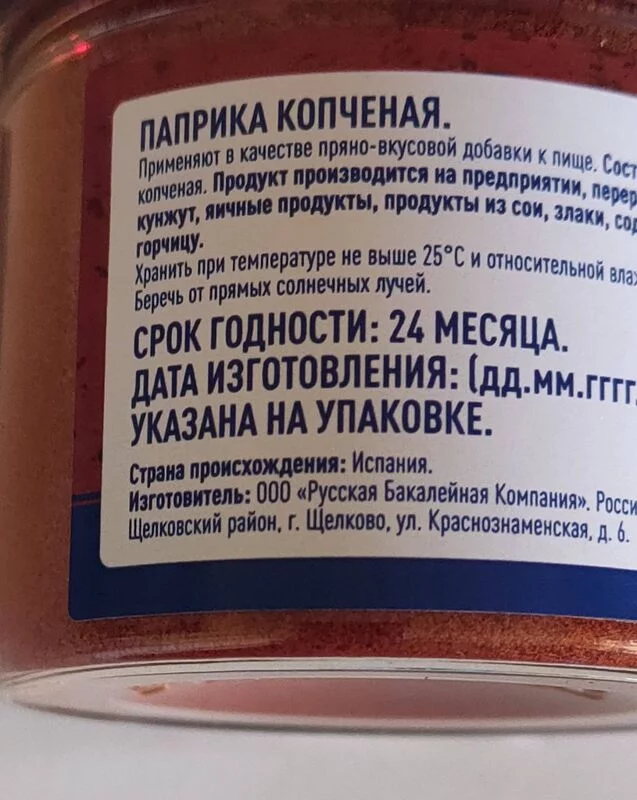 ПАПРИКА КОПЧЕНАЯ.
Применяют в качестве пряно-вкусовой добавки к пище. Сост
копченая. Продукт производится на предприятии, перер
кунжут, яичные продукты, продукты из сои, злаки, сод
горчицу.
Хранить при температуре не выше 25°С и относительной вла
Беречь от прямых солнечных лучей.
СРОК ГОДНОСТИ: 24 МЕСЯЦА.
ДАТА ИЗГОТОВЛЕНИЯ: (дд.мм.гггг
УКАЗАНА НА УПАКОВКЕ.
Страна происхождения: Испания.
Изготовитель: ООО «Русская Бакалейная Компания». Росси
Щелковский район, г. Щелково, ул. Краснознаменская, д. 6.